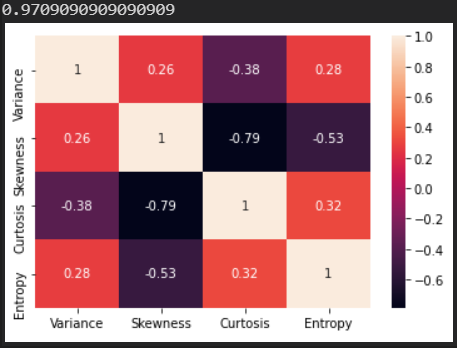 0.9709090909090909
Variance 1 0.26 -0.38 0.28
Skewness 0.26 1 -0.79 -0.53
Curtosis -0.38 -0.79 1 0.32
Entropy 0.28 -0.53 0.32 1
Variance Skewness Curtosis Entropy
1.0
0.8
0.6
0.4
0.2
0.0
-0.2
-0.4
-0.6